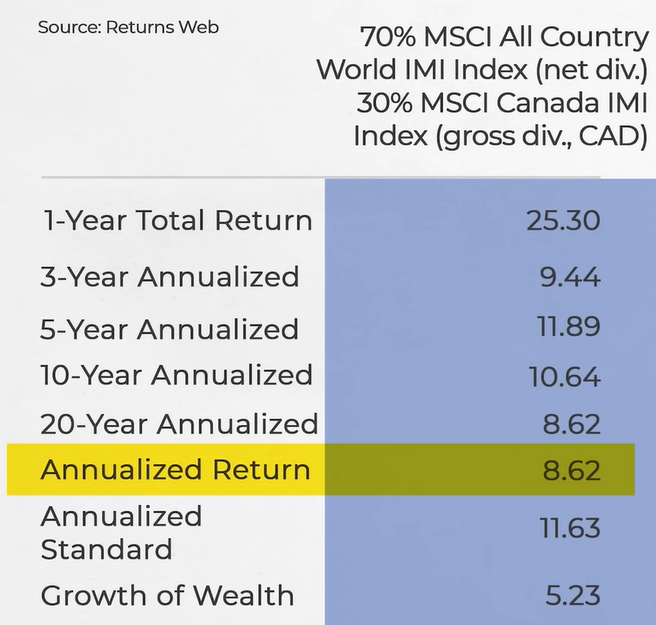 Source: Returns Web
70% MSCI All Country
World IMI Index (net div.)
30% MSCI Canada IMI
Index (gross div., CAD)
1-Year Total Return 25.30
3-Year Annualized 9.44
5-Year Annualized 11.89
10-Year Annualized 10.64
20-Year Annualized 8.62
Annualized Return 8.62
Annualized
Standard 11.63
Growth of Wealth 5.23